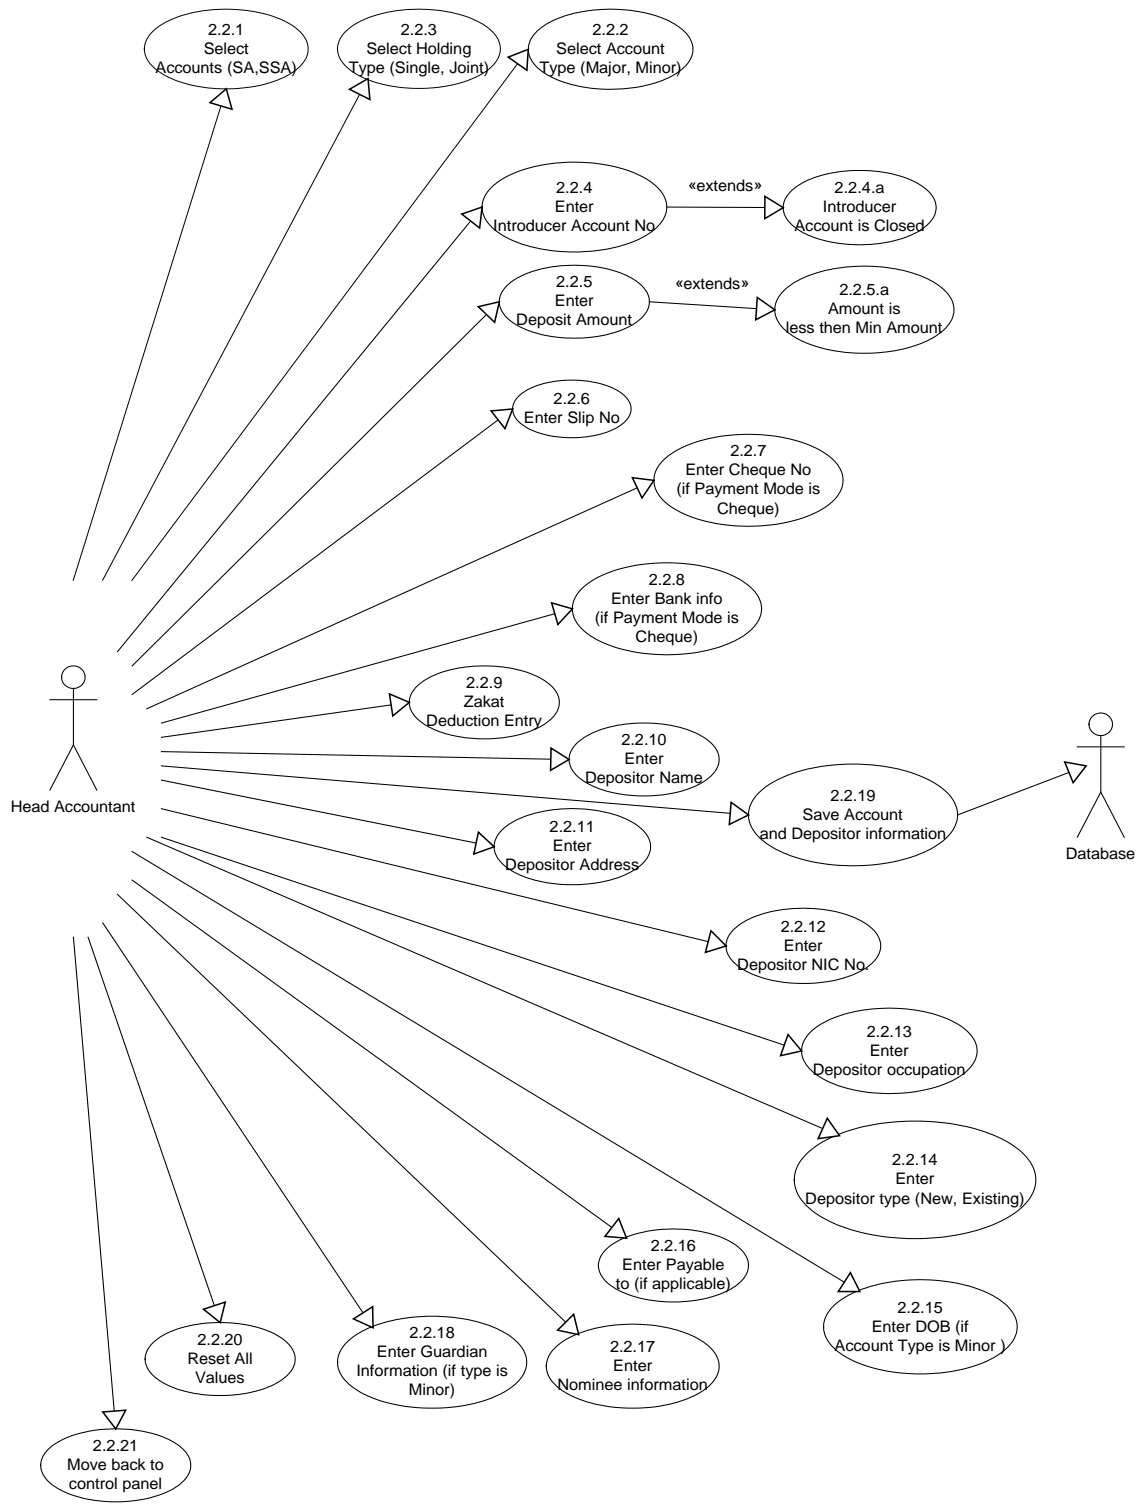 2.2.1
Select
Accounts (SA,SSA)
2.2.3
Select Holding
Type (Single, Joint)
2.2.2
Select Account
Type (Major, Minor)
2.2.4
Enter
Introducer Account No
«extends»
2.2.4.a
Introducer
Account is Closed
2.2.5
Enter
Deposit Amount
«extends»
2.2.5.a
Amount is
less then Min Amount
2.2.6
Enter Slip No
2.2.7
Enter Cheque No
(if Payment Mode is
Cheque)
2.2.8
Enter Bank info
(if Payment Mode is
Cheque)
2.2.9
Zakat
Deduction Entry
Head Accountant
2.2.10
Enter
Depositor Name
2.2.19
Save Account
and Depositor information
Database
2.2.11
Enter
Depositor Address
2.2.12
Enter
Depositor NIC No.
2.2.13
Enter
Depositor occupation
2.2.14
Enter
Depositor type (New, Existing)
2.2.16
Enter Payable
to (if applicable)
2.2.15
Enter DOB (if
Account Type is Minor )
2.2.20
Reset All
Values
2.2.18
Enter Guardian
Information (if type is
Minor)
2.2.17
Enter
Nominee information
2.2.21
Move back to
control panel